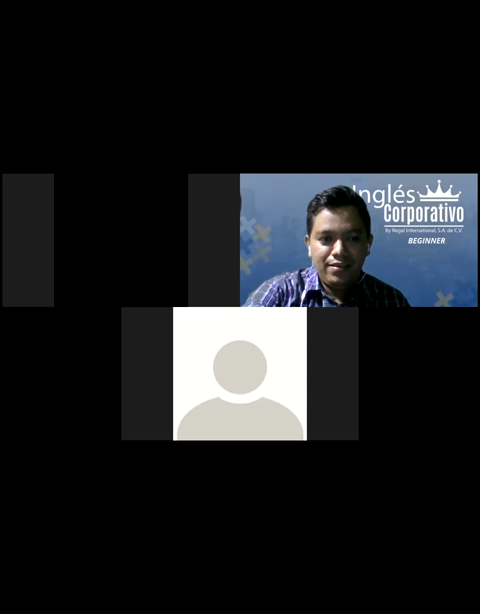 Inglés
Corporativo
By Regal International, S.A. de C.V.
BEGINNER